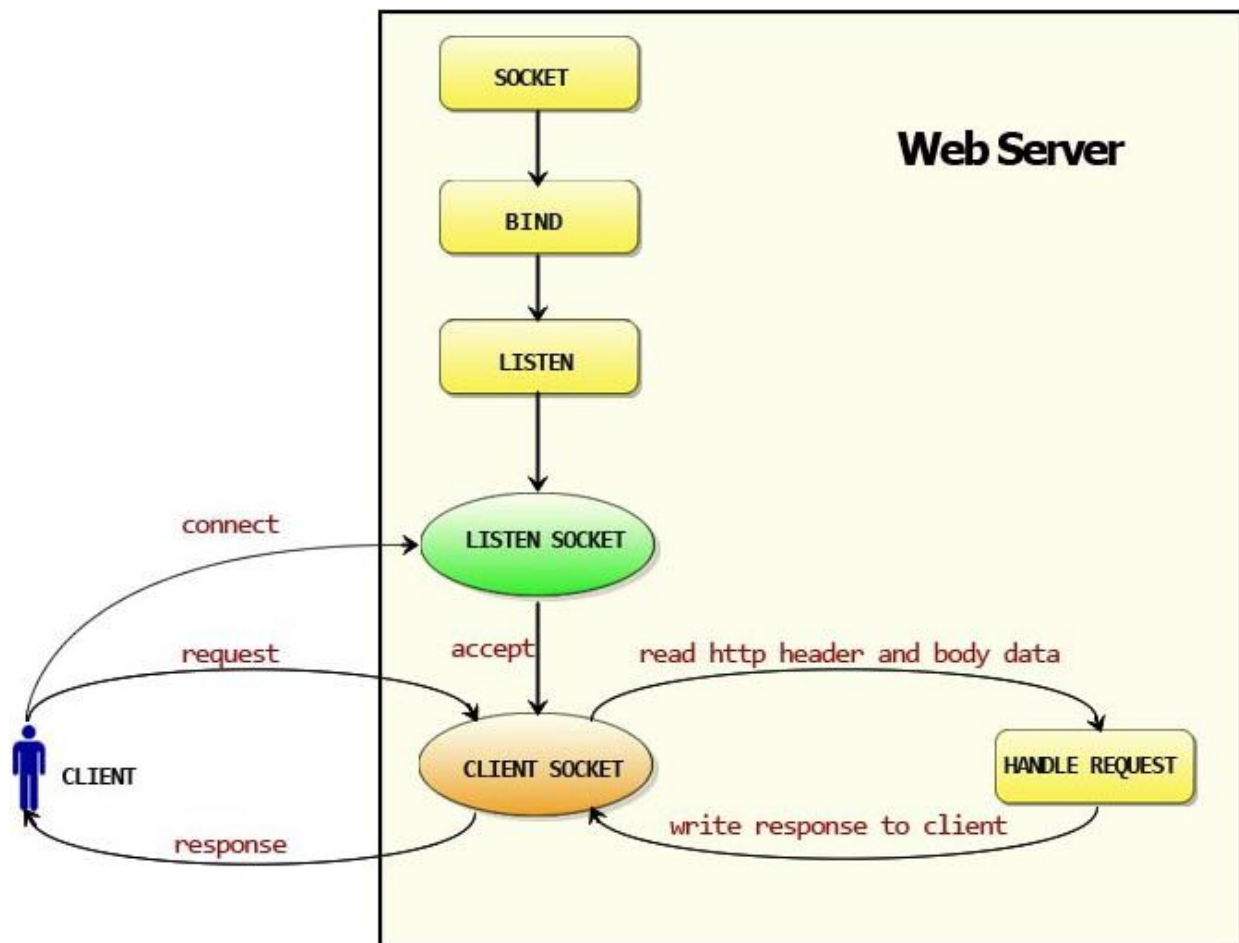 SOCKET
Web Server
BIND
LISTEN
connect
LISTEN SOCKET
request
accept
read http header and body data
CLIENT
CLIENT SOCKET
HANDLE REQUEST
response
write response to client